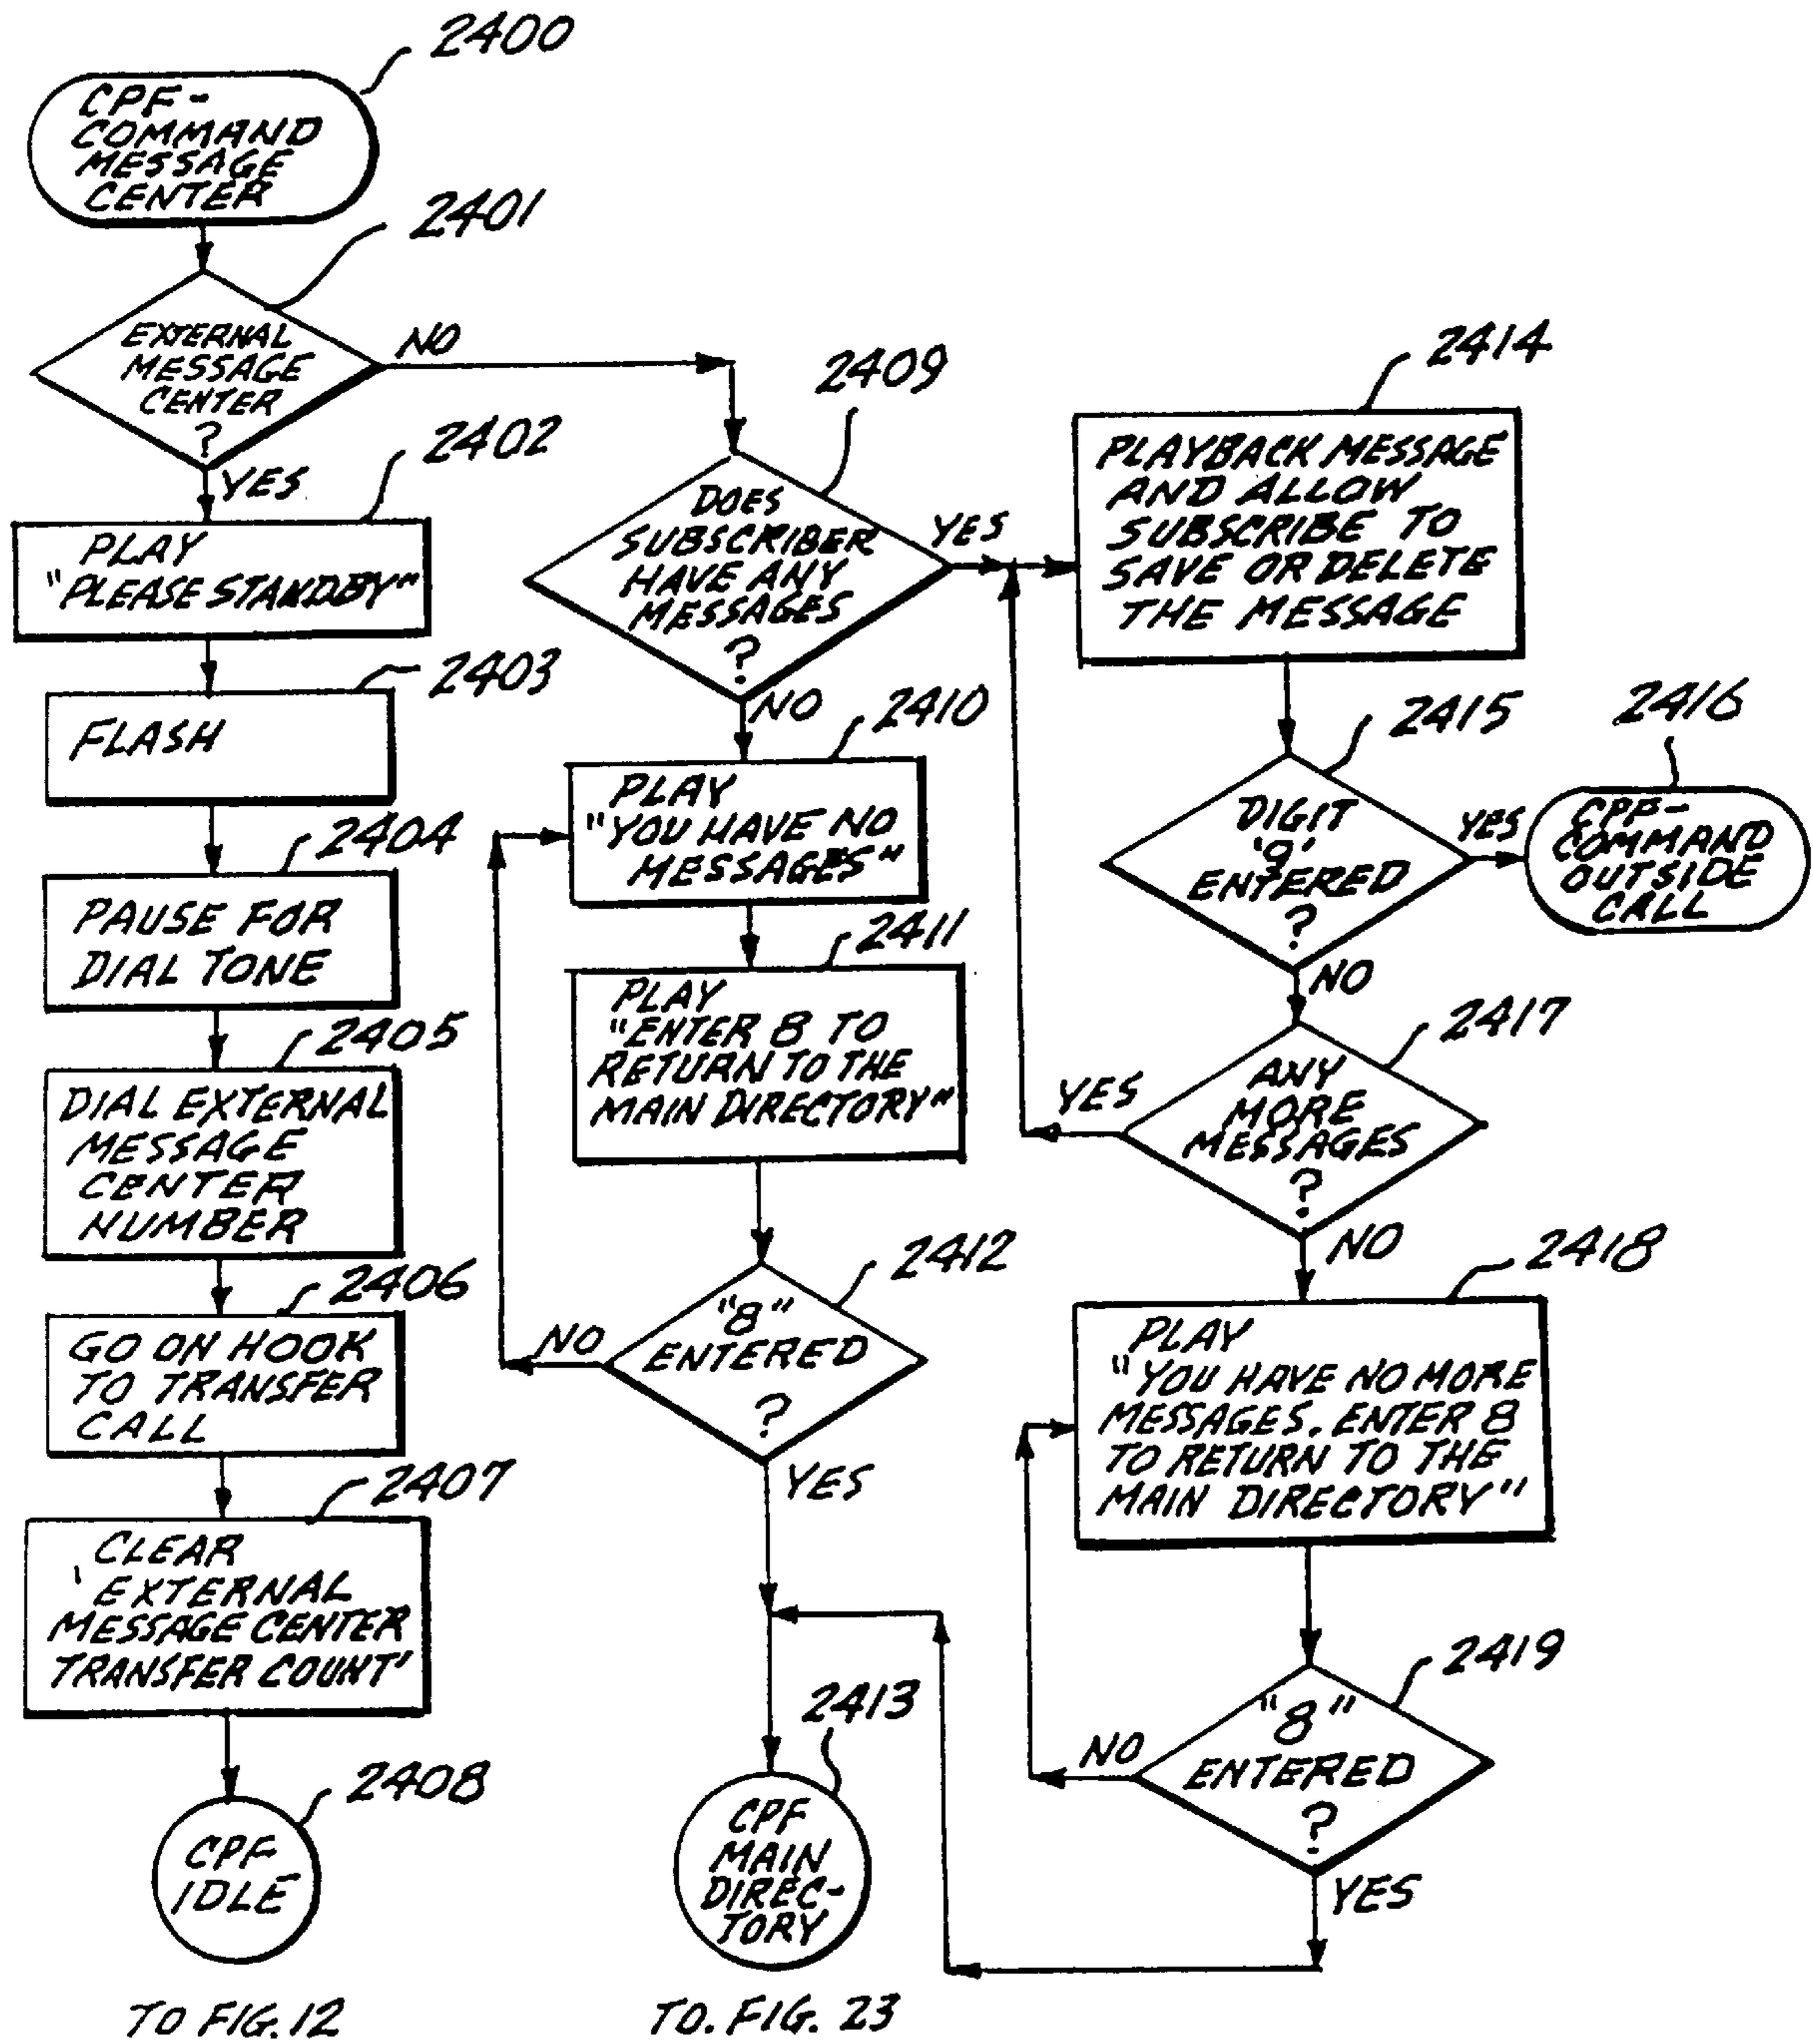 2400
CPF-
COMMAND
MESSAGE
CENTER
2401
EXTERNAL
MESSAGE
CENTER
?
NO
YES
2402
PLAY
"PLEASE STANDBY"
2403
FLASH
2404
PAUSE FOR
DIAL TONE
2405
DIAL EXTERNAL
MESSAGE
CENTER
NUMBER
2406
GO ON HOOK
TO TRANSFER
CALL
2407
CLEAR
'EXTERNAL
MESSAGE CENTER
TRANSFER COUNT'
2408
CPF
IDLE
TO FIG. 12
2409
DOES
SUBSCRIBER
HAVE ANY
MESSAGES
?
YES
NO
2410
PLAY
"YOU HAVE NO
MESSAGES"
2411
PLAY
"ENTER 8 TO
RETURN TO THE
MAIN DIRECTORY"
2412
"8"
ENTERED
?
NO
YES
2413
CPF
MAIN
DIREC-
TORY
TO. FIG. 23
2414
PLAYBACK MESSAGE
AND ALLOW
SUBSCRIBE TO
SAVE OR DELETE
THE MESSAGE
2415
DIGIT
'9'
ENTERED
?
YES
NO
2416
CPF-
COMMAND
OUTSIDE
CALL
2417
ANY
MORE
MESSAGES
?
YES
NO
2418
PLAY
"YOU HAVE NO MORE
MESSAGES. ENTER 8
TO RETURN TO THE
MAIN DIRECTORY"
2419
"8"
ENTERED
?
NO
YES